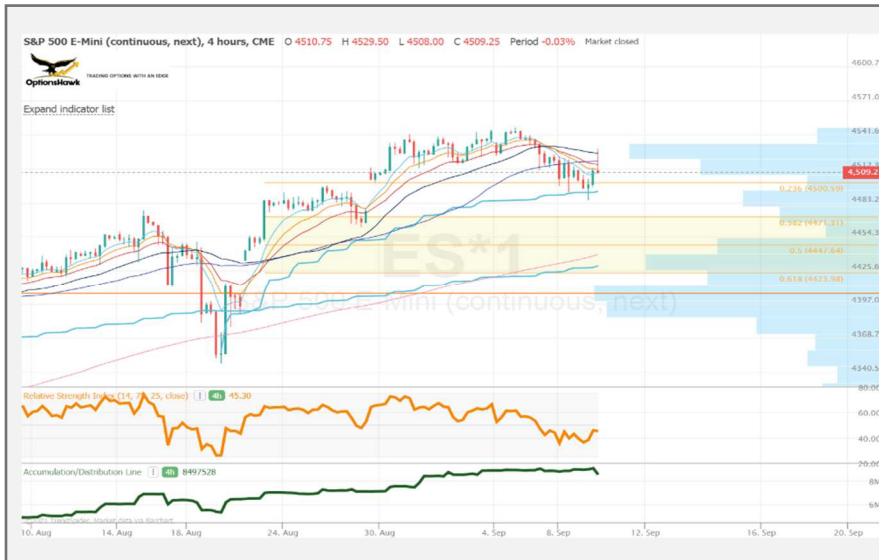 S&P 500 E-Mini (continuous, next), 4 hours, CME O 4510.75 H 4529.50 L 4508.00 C 4509.25 Period -0.03% Market closed
OptionsHawk
TRADING OPTIONS WITH AN EDGE
Expand indicator list
4600.7
4571.0
4541.6
4,509.2
4483.2
4454.3
4425.6
4397.0
4368.7
4340.5
0.236 (4500.59)
0.382 (4471.31)
0.5 (4447.64)
0.618 (4423.98)
ES*1
S&P 500 E-Mini (continuous, next)
Relative Strength Index (14, 75, 25, close) 4h 45.30
80.00
60.00
40.00
20.00
Accumulation/Distribution Line 4h 8497528
8M
6M
10. Aug 14. Aug 18. Aug 24. Aug 30. Aug 4. Sep 8. Sep 12. Sep 16. Sep 20. Sep